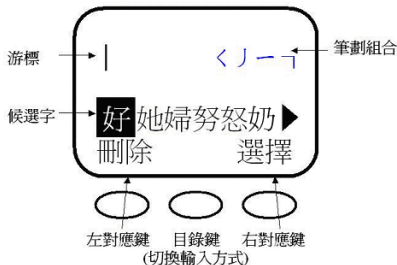 游標
く丿一ㄱ
筆劃組合
候選字
好她婦努怒奶
刪除 選擇
左對應鍵 目錄鍵 右對應鍵
(切換輸入方式)